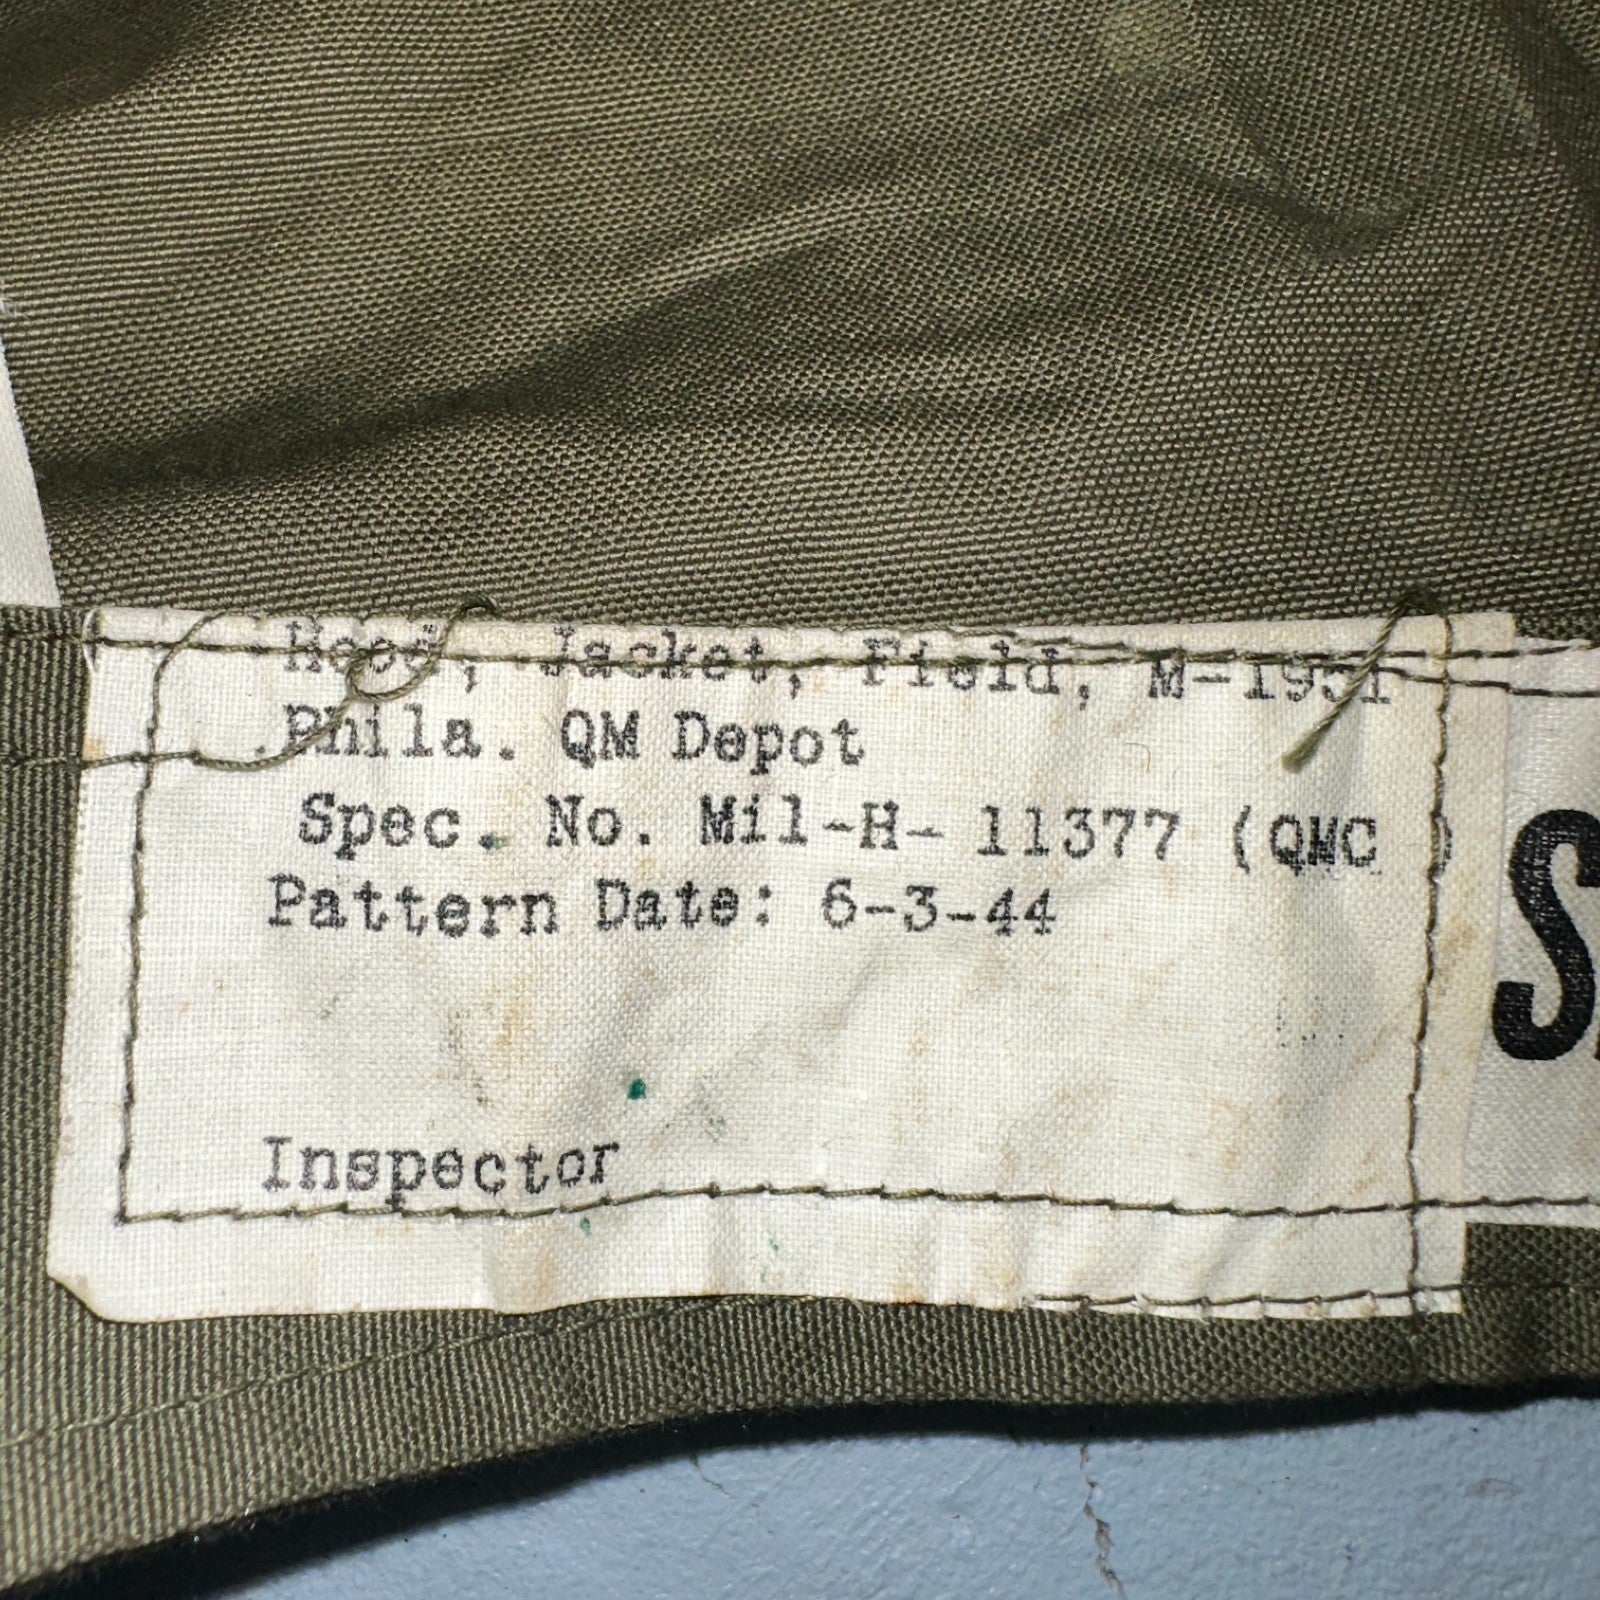 Hood, Jacket, Field, M-1951
Phila. QM Depot
Spec. No. Mil-H- 11377 (QMC )
Pattern Date: 6-3-44
Inspector